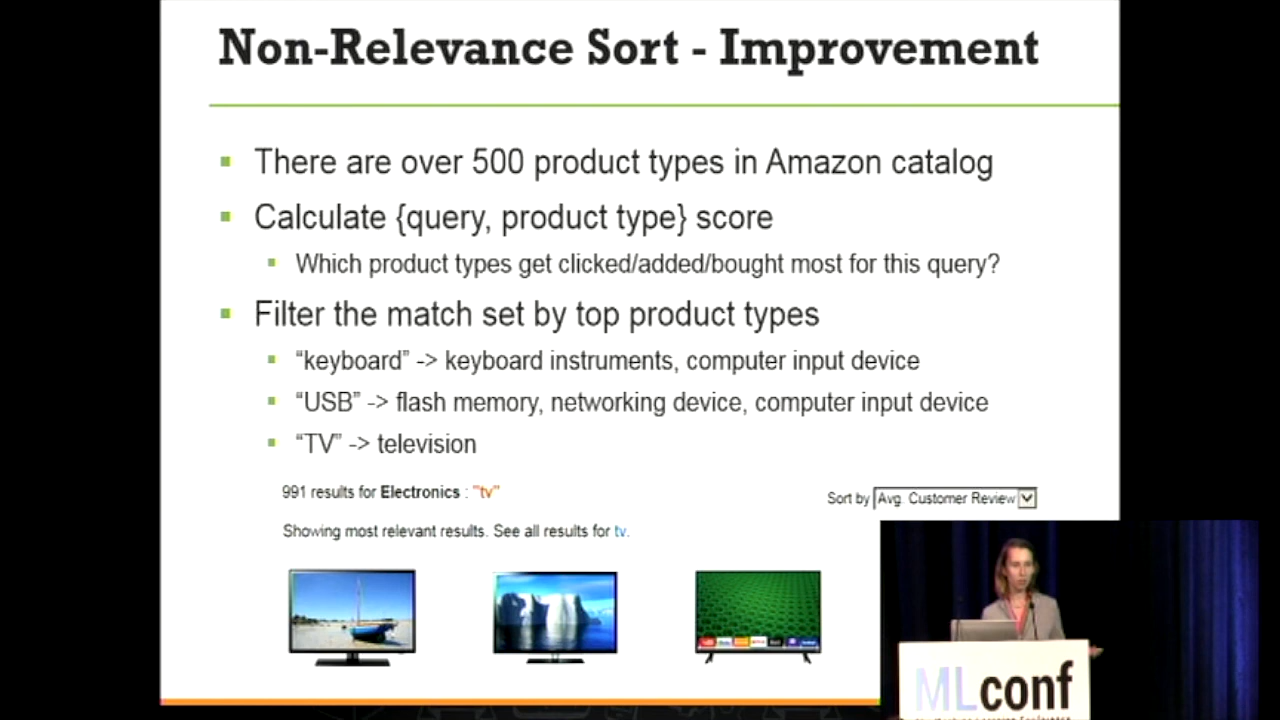 Non-Relevance Sort - Improvement
There are over 500 product types in Amazon catalog
Calculate {query, product type} score
Which product types get clicked/added/bought most for this query?
Filter the match set by top product types
“keyboard” -> keyboard instruments, computer input device
“USB” -> flash memory, networking device, computer input device
“TV” -> television
991 results for Electronics : "tv"
Sort by Avg. Customer Review
Showing most relevant results. See all results for tv.
MLconf